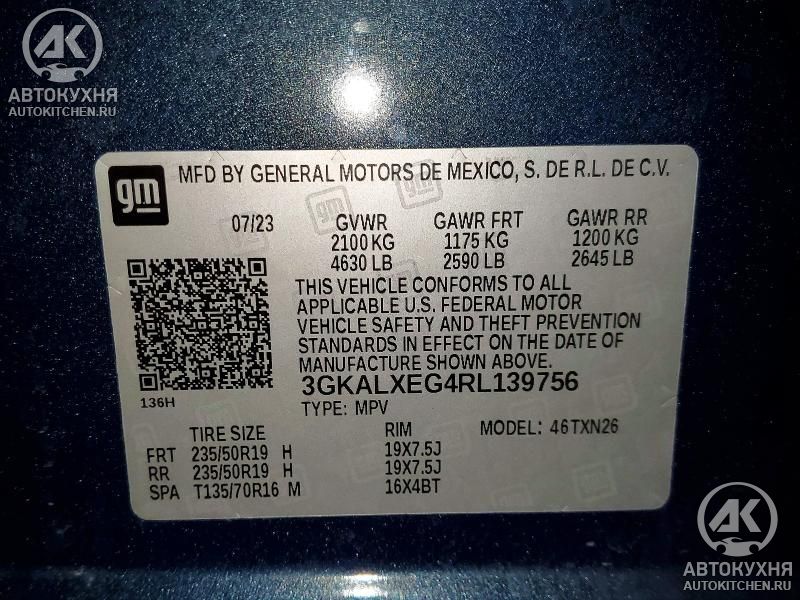 AK
АВТОКУХНЯ
AUTOKITCHEN.RU
gm
MFD BY GENERAL MOTORS DE MEXICO, S. DE R.L. DE C.V.
07/23 GVWR GAWR FRT GAWR RR
2100 KG 1175 KG 1200 KG
4630 LB 2590 LB 2645 LB
THIS VEHICLE CONFORMS TO ALL
APPLICABLE U.S. FEDERAL MOTOR
VEHICLE SAFETY AND THEFT PREVENTION
STANDARDS IN EFFECT ON THE DATE OF
MANUFACTURE SHOWN ABOVE.
136H
3GKALXEG4RL139756
TYPE: MPV
TIRE SIZE RIM MODEL: 46TXN26
FRT 235/50R19 H 19X7.5J
RR 235/50R19 H 19X7.5J
SPA T135/70R16 M 16X4BT
AK
АВТОКУХНЯ
AUTOKITCHEN.RU